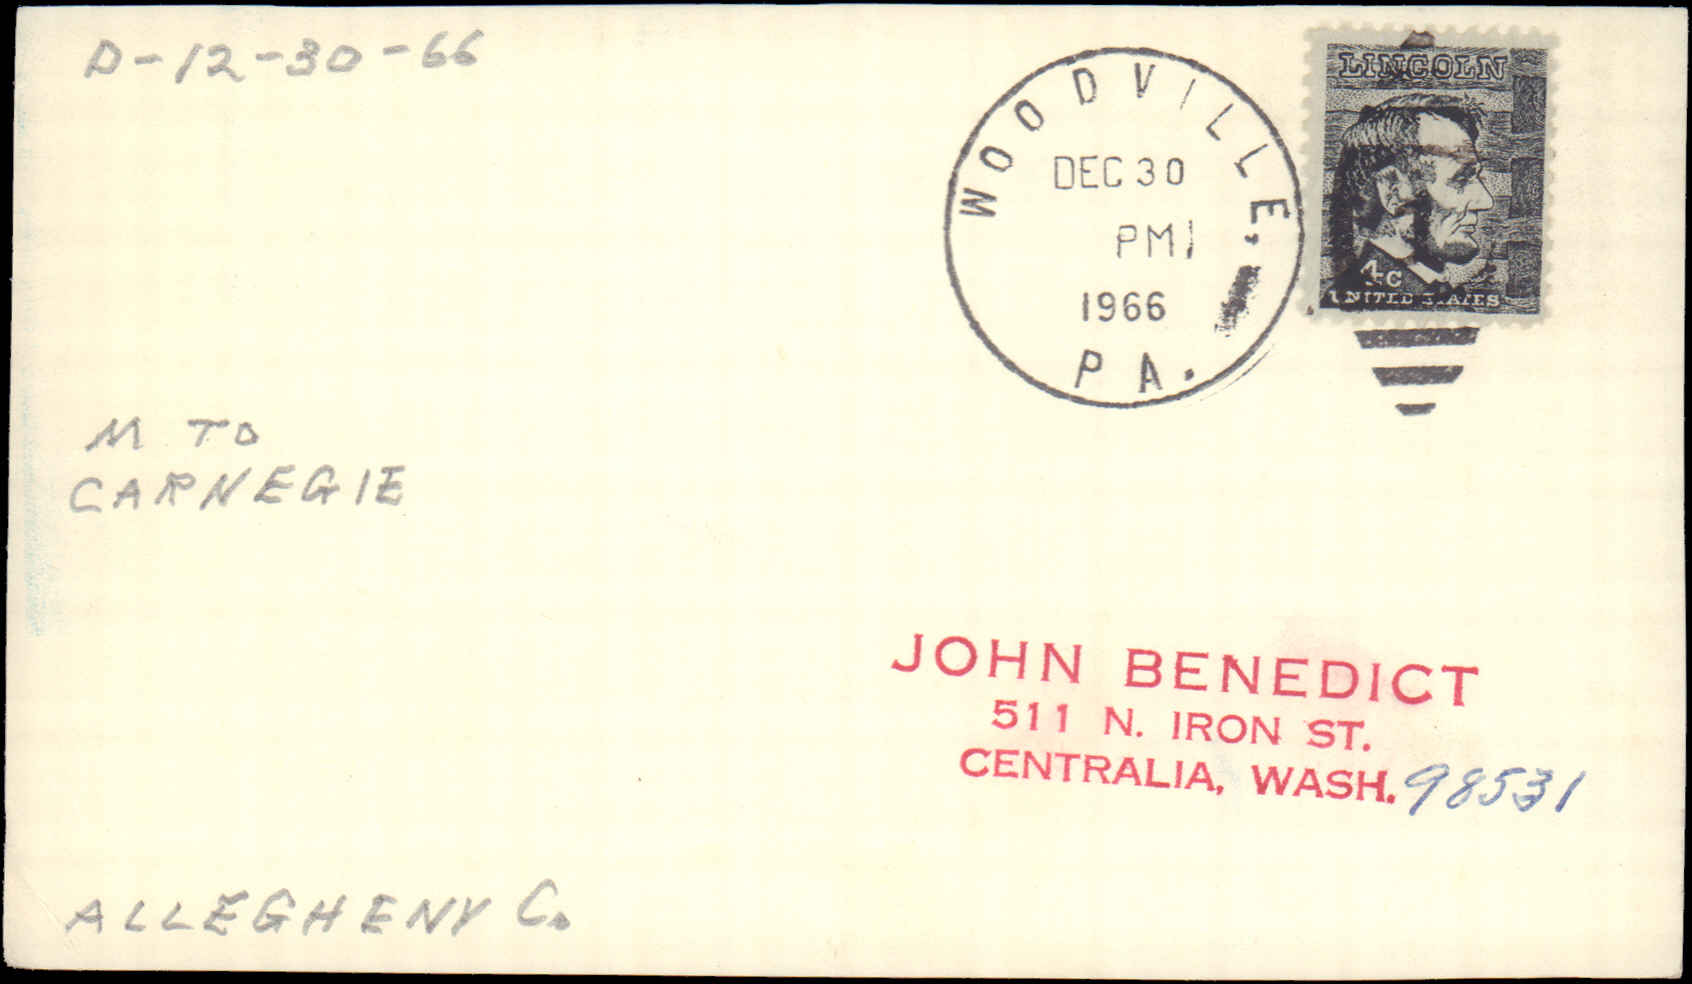 D-12-30-66
WOODVILLE,
DEC 30
PM
1966
PA.
LINCOLN
4c
UNITED STATES
M TO
CARNEGIE
JOHN BENEDICT
511 N. IRON ST.
CENTRALIA, WASH. 98531
ALLEGHENY Co.